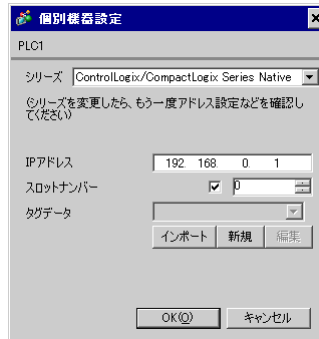 個別機器設定
PLC1
シリーズ ControlLogix/CompactLogix Series Native
(シリーズを変更したら、もう一度アドレス設定などを確認し
てください)
IPアドレス 192 168 0 1
スロットナンバー 0
タグデータ
インポート 新規 編集
OK(O) キャンセル